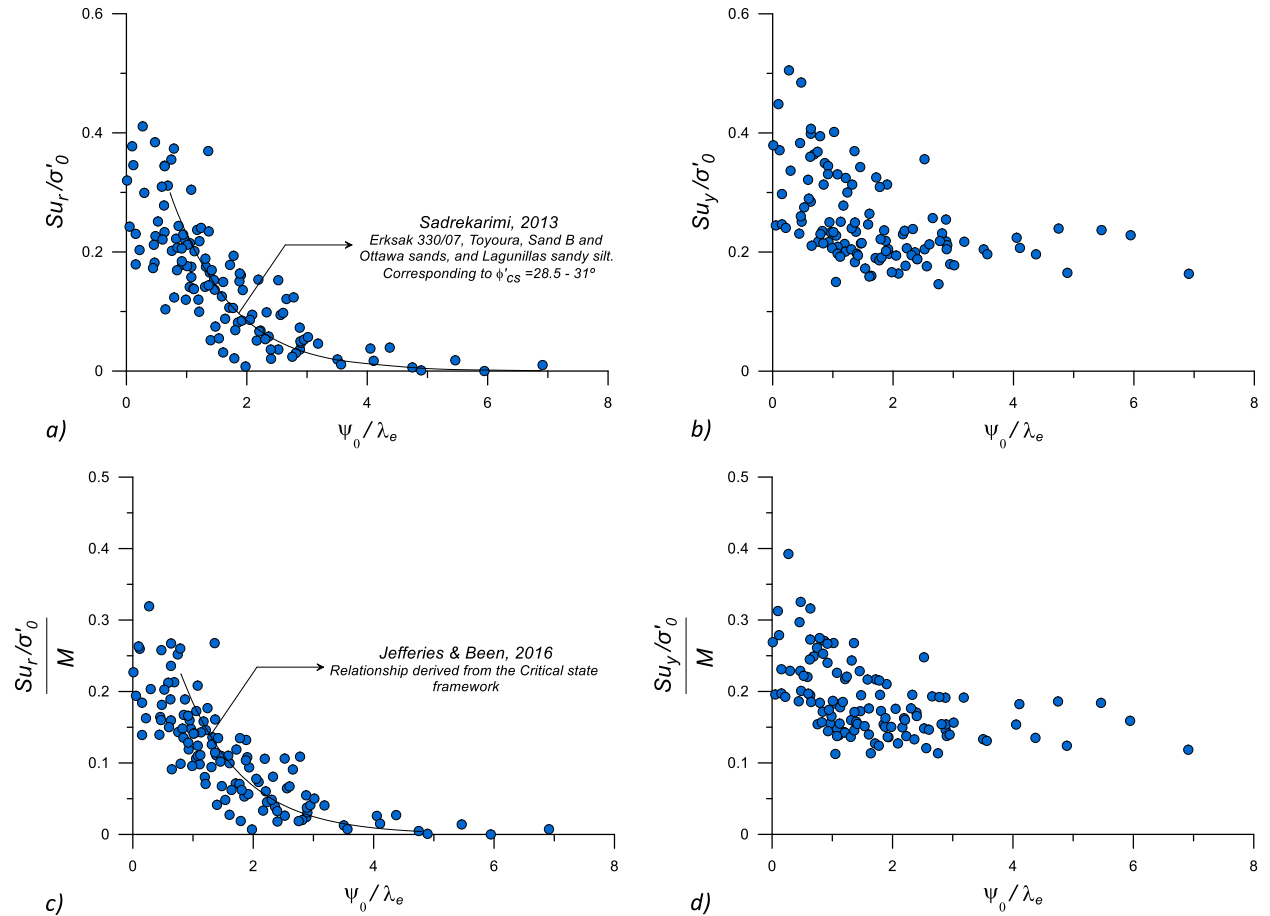 0.6
0.4
0.2
0
Su_r/σ'_0
0 2 4 6 8
Ψ_0 / λ_e
a)
Sadrekarimi, 2013
Erksak 330/07, Toyoura, Sand B and
Ottawa sands, and Lagunillas sandy silt.
Corresponding to ϕ'_cs =28.5 - 31º
0.6
0.4
0.2
0
Su_y/σ'_0
0 2 4 6 8
Ψ_0 / λ_e
b)
0.5
0.4
0.3
0.2
0.1
0
Su_r/σ'_0
M
0 2 4 6 8
Ψ_0 / λ_e
c)
Jefferies & Been, 2016
Relationship derived from the Critical state
framework
0.5
0.4
0.3
0.2
0.1
0
Su_y/σ'_0
M
0 2 4 6 8
Ψ_0 / λ_e
d)